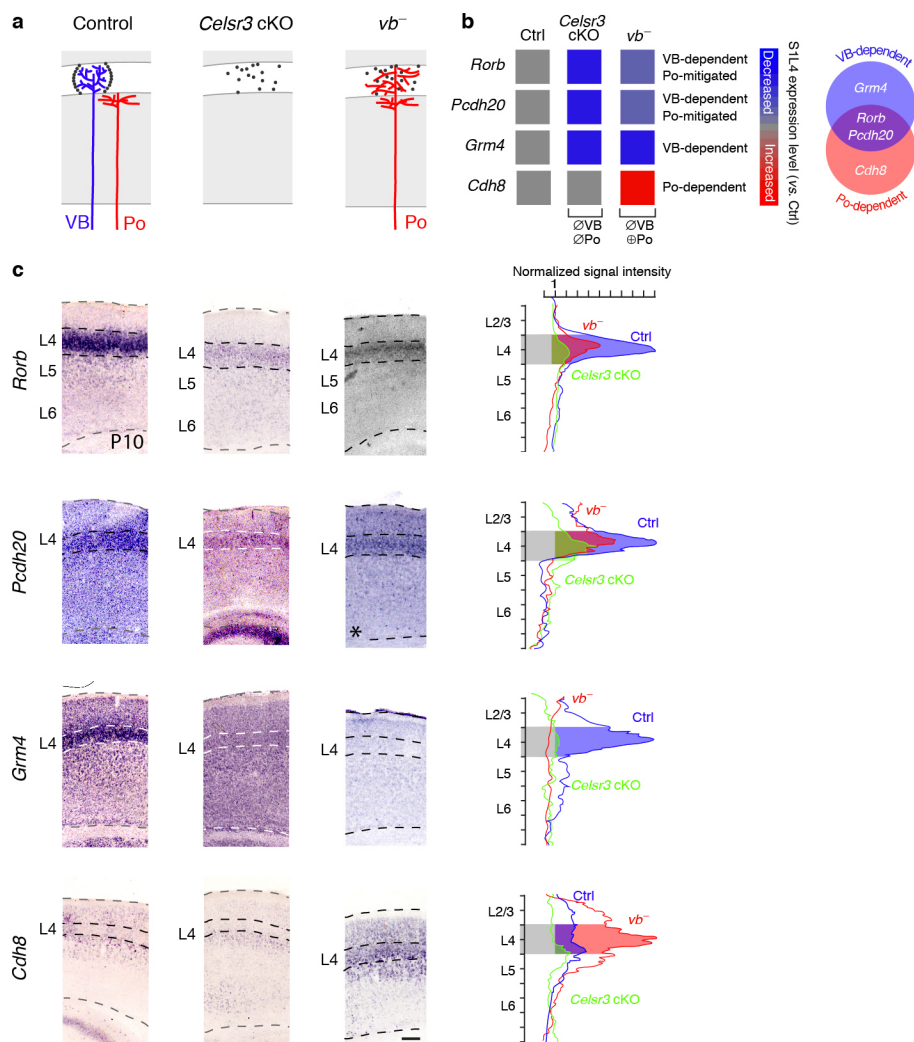 a
Control
Celsr3 cKO
vb⁻
VB
Po
Po
b
Ctrl
Celsr3
cKO
vb⁻
Rorb
VB-dependent
Po-mitigated
Pcdh20
VB-dependent
Po-mitigated
Grm4
VB-dependent
Cdh8
Po-dependent
∅VB
∅Po
∅VB
⊕Po
Decreased
Increased
S1L4 expression level (vs. Ctrl)
VB-dependent
Grm4
Rorb
Pcdh20
Cdh8
Po-dependent
c
Normalized signal intensity
1
Rorb
L4
L5
L6
P10
L4
L5
L6
L4
L5
L6
L2/3
L4
L5
L6
vb⁻
Ctrl
Celsr3 cKO
Pcdh20
L4
L4
L4
*
L2/3
L4
L5
L6
vb⁻
Ctrl
Celsr3 cKO
Grm4
L4
L4
L4
L2/3
L4
L5
L6
Ctrl
vb⁻
Celsr3 cKO
Cdh8
L4
L4
L4
L2/3
L4
L5
L6
Ctrl
vb⁻
Celsr3 cKO